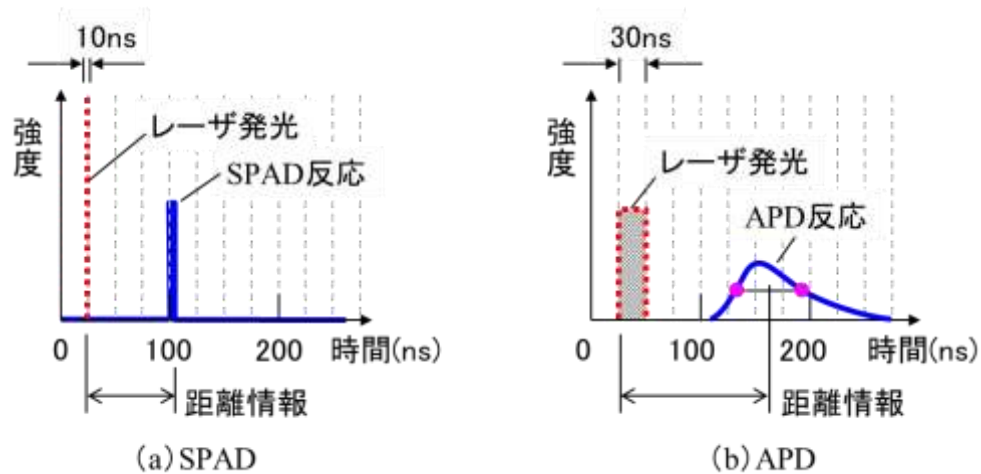 10ns
強度
レーザ発光
SPAD反応
0 100 200 時間(ns)
距離情報
(a)SPAD
30ns
強度
レーザ発光
APD反応
0 100 200 時間(ns)
距離情報
(b)APD